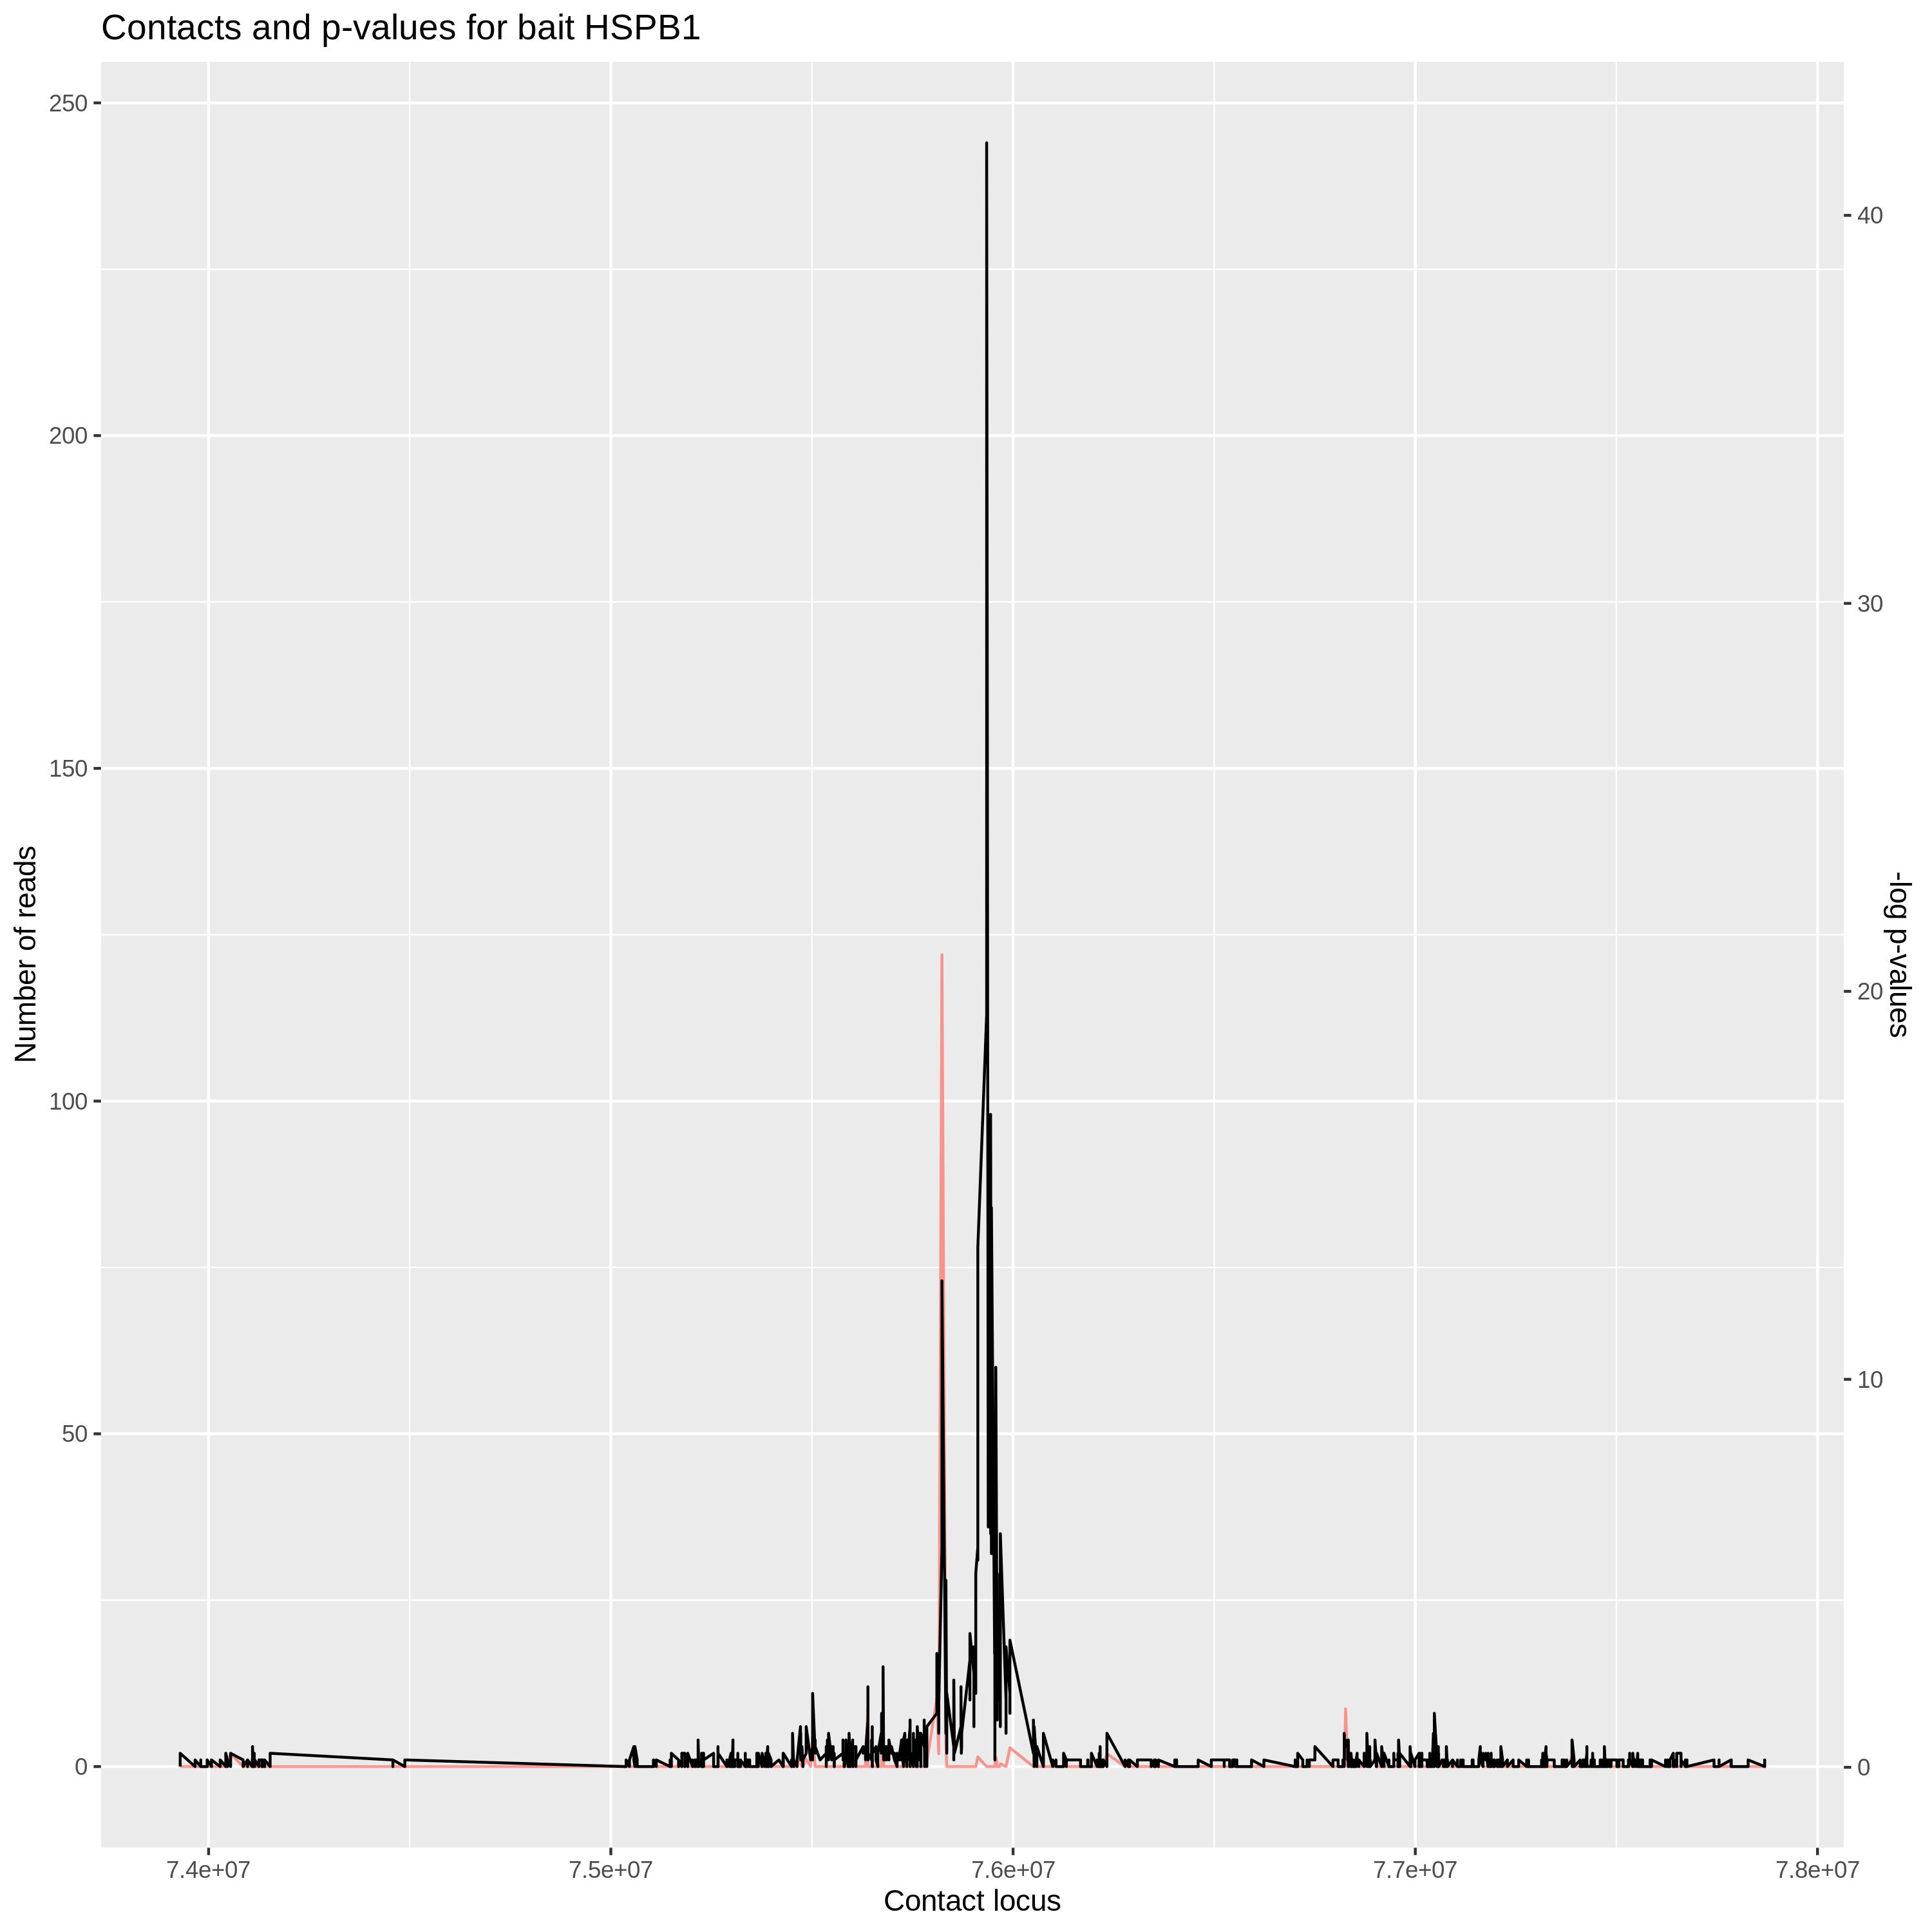 Contacts and p-values for bait HSPB1
250
200
150
100
50
0
Number of reads
40
30
20
10
0
-log p-values
7.4e+07
7.5e+07
7.6e+07
7.7e+07
7.8e+07
Contact locus